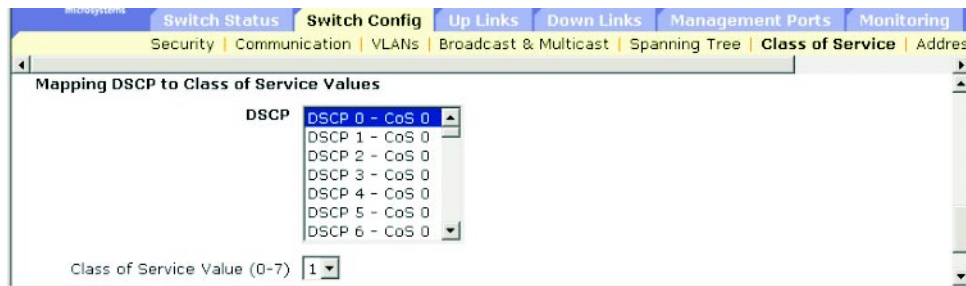 microsystems
Switch Status Switch Config Up Links Down Links Management Ports Monitoring
Security | Communication | VLANs | Broadcast & Multicast | Spanning Tree | Class of Service | Addres
Mapping DSCP to Class of Service Values
DSCP
DSCP 0 - CoS 0
DSCP 1 - CoS 0
DSCP 2 - CoS 0
DSCP 3 - CoS 0
DSCP 4 - CoS 0
DSCP 5 - CoS 0
DSCP 6 - CoS 0
Class of Service Value (0-7) 1